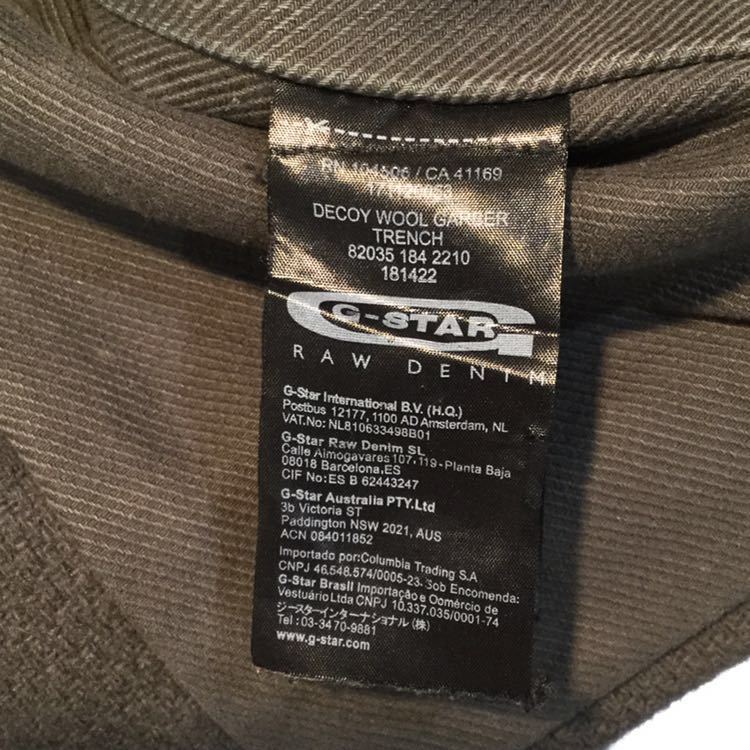 RN 104506 / CA 41169
DECOY WOOL GARBER
TRENCH
82035 184 2210
181422
G-STAR
RAW DENIM
G-Star International B.V. (H.Q.)
Postbus 12177, 1100 AD Amsterdam, NL
VAT.No: NL810633498B01
G-Star Raw Denim SL
Calle Almogavares 107, 119 - Planta Baja
08018 Barcelona, ES
CIF No: ES B 62443247
G-Star Australia PTY.Ltd
3b Victoria ST
Paddington NSW 2021, AUS
ACN 084011852
Importado por:Columbia Trading S.A
CNPJ 46.548.574/0005-23. Sob Encomenda:
G-Star Brasil Importação e Oomércio de
Vestuário Ltda CNPJ 10.337.035/0001-74
ジースターインターナショナル(株)
Tel : 03-3470-9881
www.g-star.com